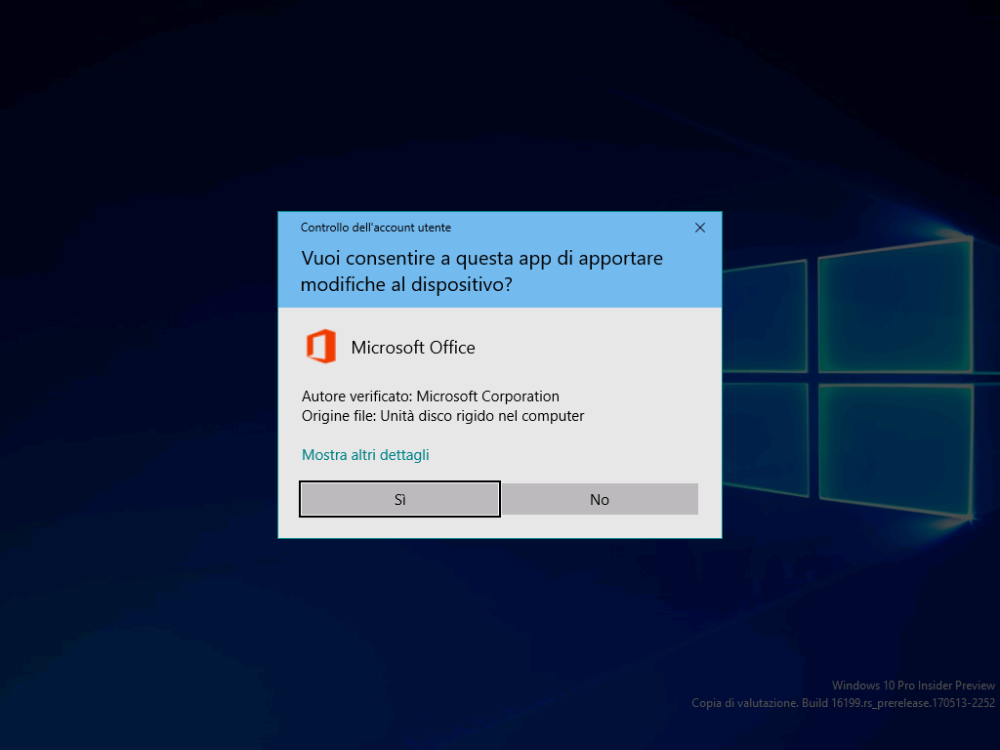 Controllo dell'account utente
Vuoi consentire a questa app di apportare
modifiche al dispositivo?
Microsoft Office
Autore verificato: Microsoft Corporation
Origine file: Unità disco rigido nel computer
Mostra altri dettagli
Sì
No
Windows 10 Pro Insider Preview
Copia di valutazione. Build 16199.rs_prerelease.170513-2252